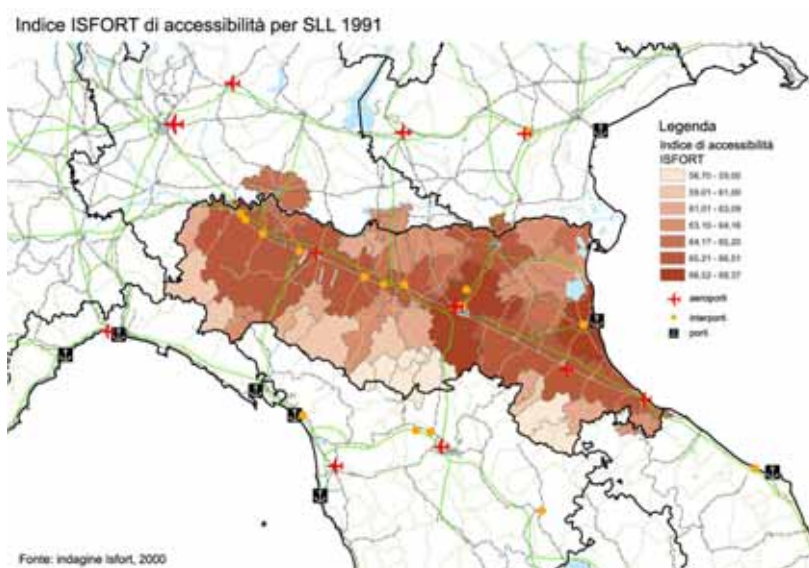 Indice ISFORT di accessibilità per SLL 1991
Legenda
Indice di accessibilità
ISFORT
58,70 - 59,00
59,01 - 61,00
61,01 - 63,09
63,10 - 64,16
64,17 - 65,20
65,21 - 66,51
66,52 - 68,37
aeroporti
interporti
porti
Fonte: indagine Isfort, 2000